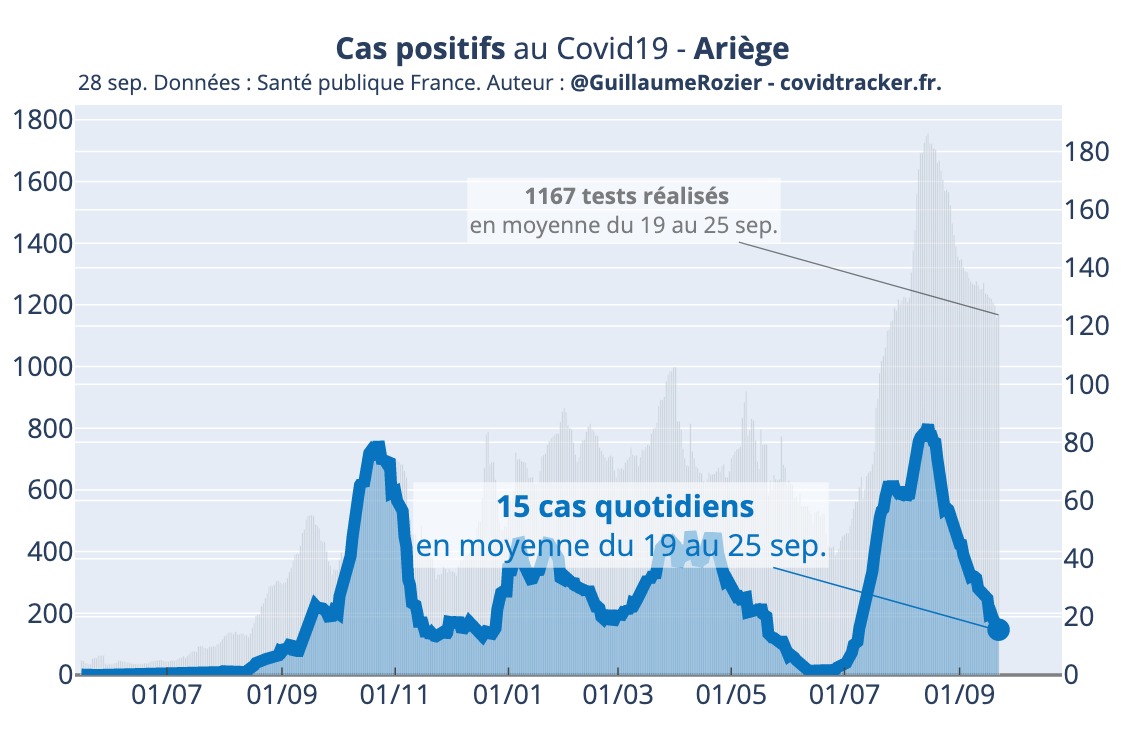 Cas positifs au Covid19 - Ariège
28 sep. Données : Santé publique France. Auteur : @GuillaumeRozier - covidtracker.fr.
1800
1600
1400
1200
1000
800
600
400
200
0
180
160
140
120
100
80
60
40
20
0
1167 tests réalisés
en moyenne du 19 au 25 sep.
15 cas quotidiens
en moyenne du 19 au 25 sep.
01/07 01/09 01/11 01/01 01/03 01/05 01/07 01/09